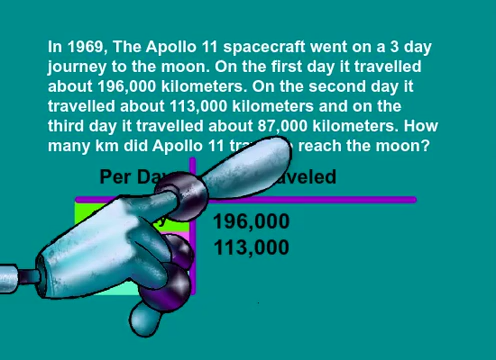 In 1969, The Apollo 11 spacecraft went on a 3 day
journey to the moon. On the first day it travelled
about 196,000 kilometers. On the second day it
travelled about 113,000 kilometers and on the
third day it travelled about 87,000 kilometers. How
many km did Apollo 11 reach the moon?
Per
196,000
113,000